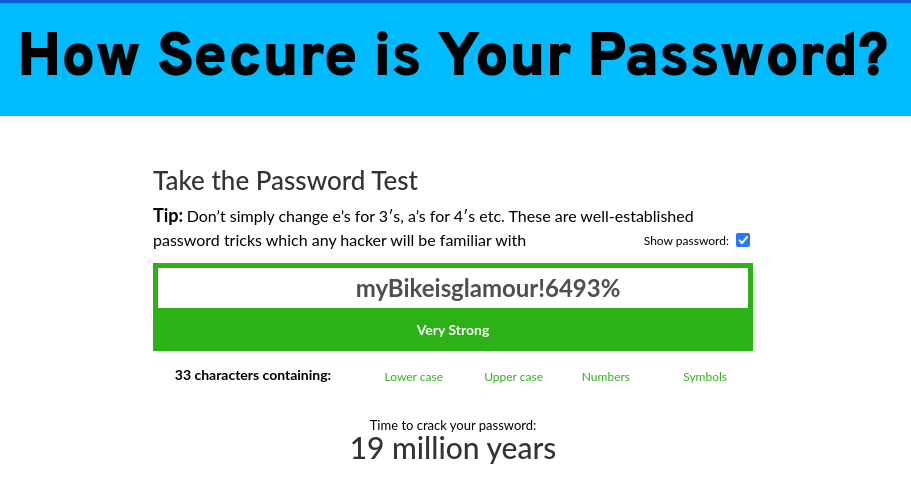 How Secure is Your Password?
Take the Password Test
Tip: Don't simply change e's for 3′s, a's for 4′s etc. These are well-established
password tricks which any hacker will be familiar with
Show password:
myBikeisglamour!6493%
Very Strong
33 characters containing:
Lower case
Upper case
Numbers
Symbols
Time to crack your password:
19 million years